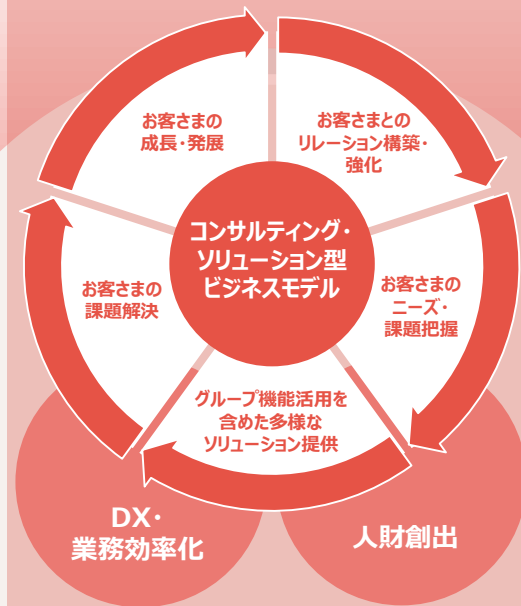 お客さまの
成長・発展
お客さまとの
リレーション構築・
強化
コンサルティング・
ソリューション型
ビジネスモデル
お客さまの
課題解決
お客さまの
ニーズ・
課題把握
グループ機能活用を
含めた多様な
ソリューション提供
DX・
業務効率化
人財創出